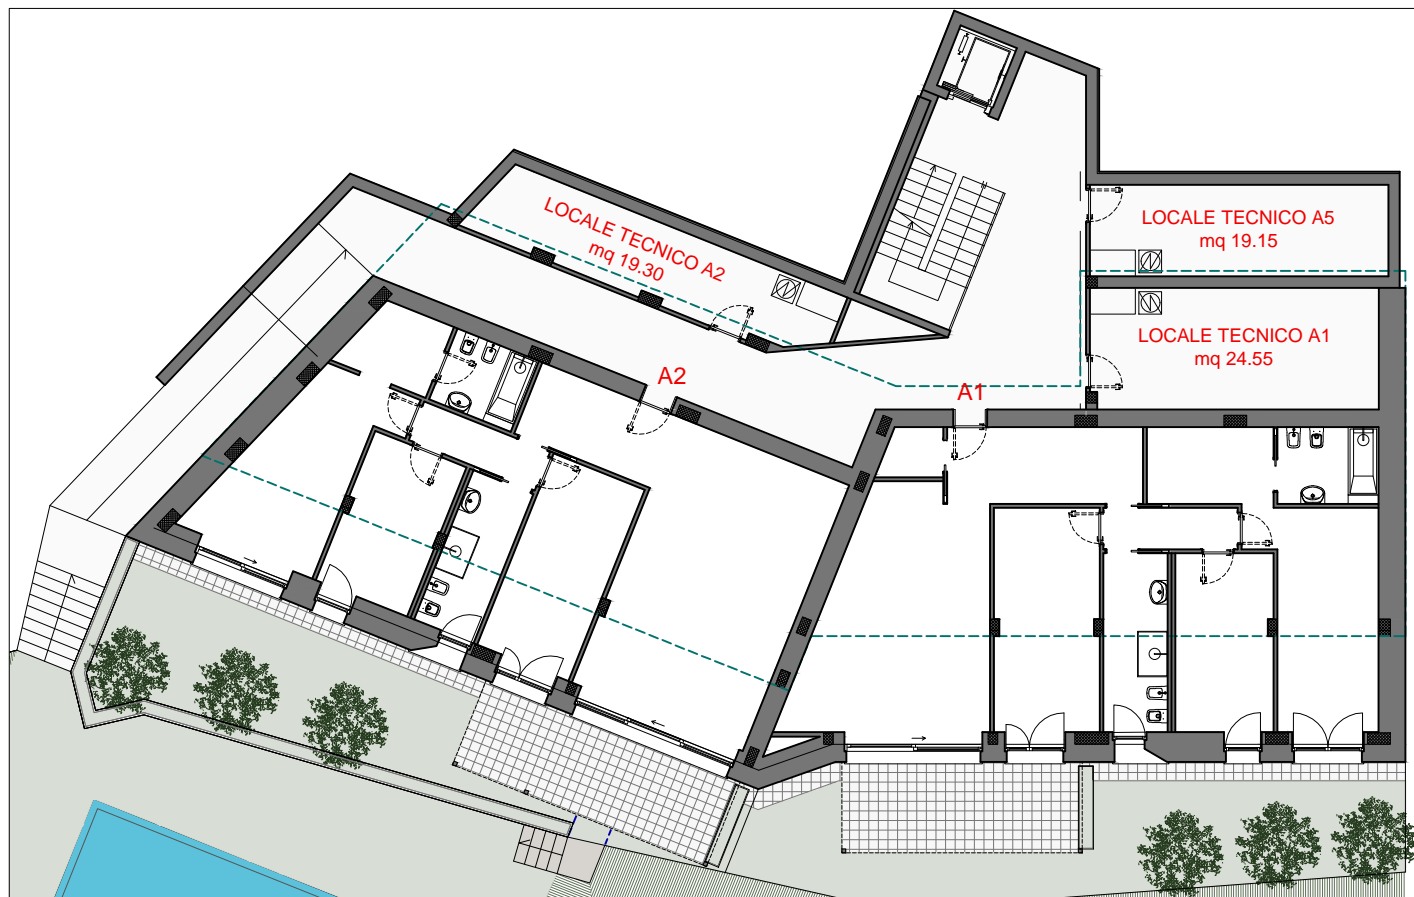 LOCALE TECNICO A2
mq 19.30
LOCALE TECNICO A5
mq 19.15
LOCALE TECNICO A1
mq 24.55
A2
A1